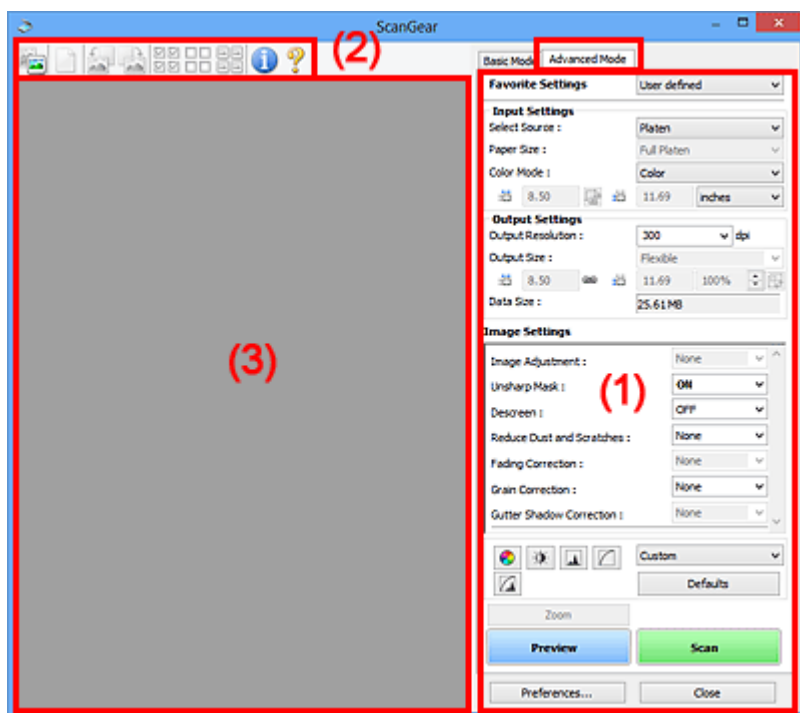 ScanGear
(2)
Basic Mode Advanced Mode
Favorite Settings User defined
Input Settings
Select Source : Platen
Paper Size : Full Platen
Color Mode : Color
8.50 11.69 inches
Output Settings
Output Resolution : 300 dpi
Output Size : Flexible
8.50 11.69 100%
Data Size : 25.61MB
Image Settings
(3)
(1)
Image Adjustment : None
Unsharp Mask : ON
Descreen : OFF
Reduce Dust and Scratches : None
Fading Correction : None
Grain Correction : None
Gutter Shadow Correction : None
Custom
Defaults
Zoom
Preview Scan
Preferences... Close